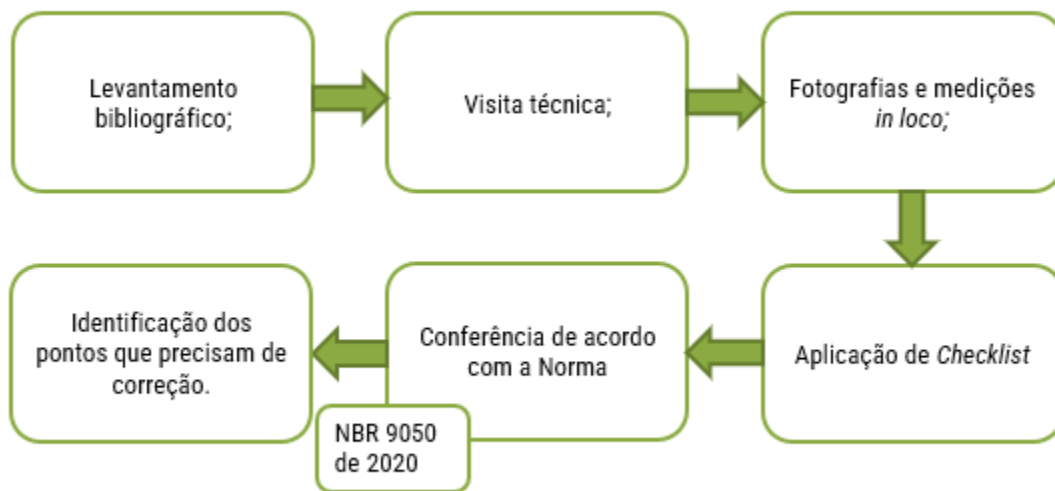 Levantamento
bibliográfico;
Visita técnica;
Fotografias e medições
in loco;
Aplicação de Checklist
Conferência de acordo
com a Norma
NBR 9050
de 2020
Identificação dos
pontos que precisam de
correção.